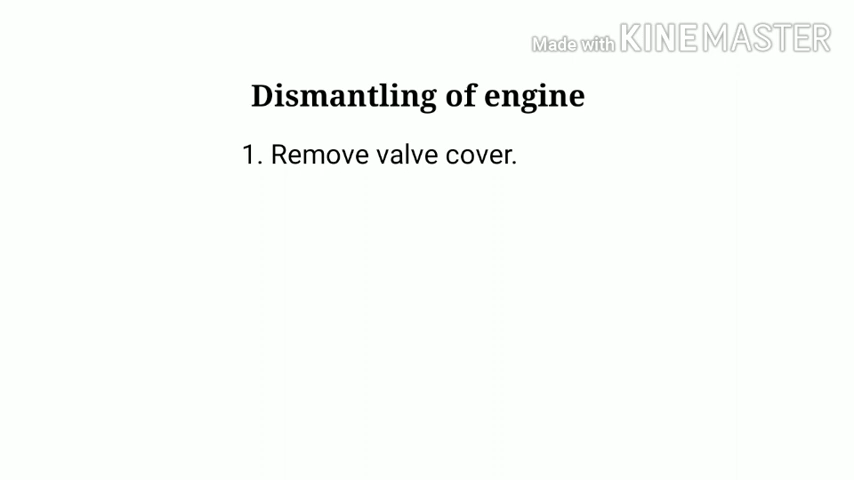 Made with KINEMASTER
Dismantling of engine
1. Remove valve cover.